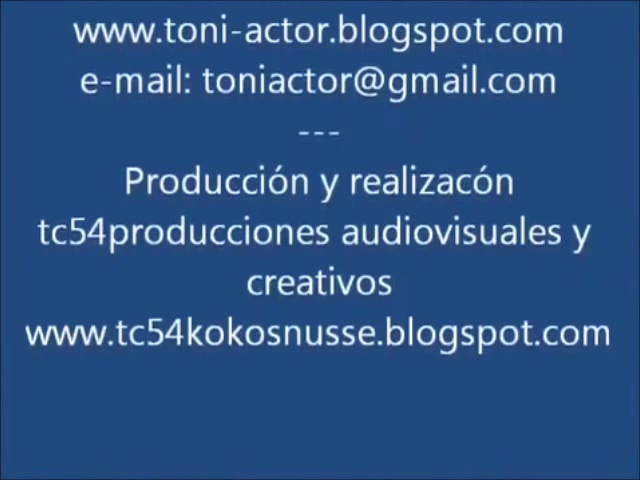 www.toni-actor.blogspot.com
e-mail: toniactor@gmail.com
---
Producción y realizacón
tc54producciones audiovisuales y
creativos
www.tc54kokosnusse.blogspot.com